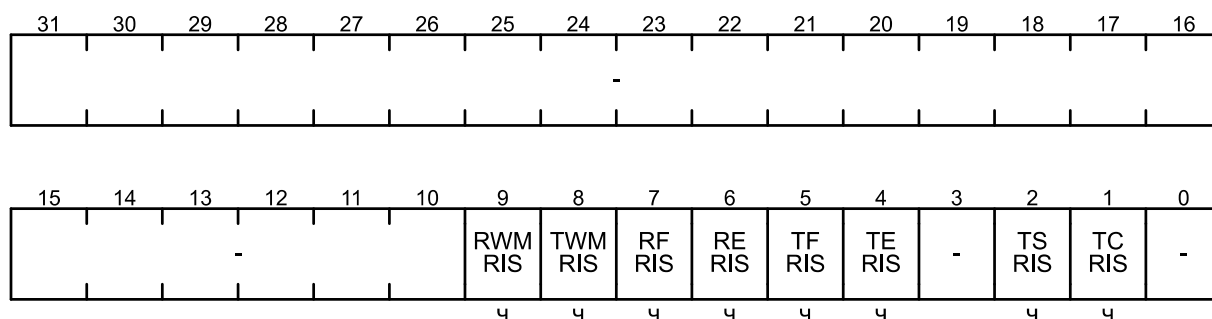 31 30 29 28 27 26 25 24 23 22 21 20 19 18 17 16
-
15 14 13 12 11 10 9 8 7 6 5 4 3 2 1 0
- RWM TWM RF RE TF TE - TS TC -
RIS RIS RIS RIS RIS RIS RIS RIS
ч ч ч ч ч ч ч ч